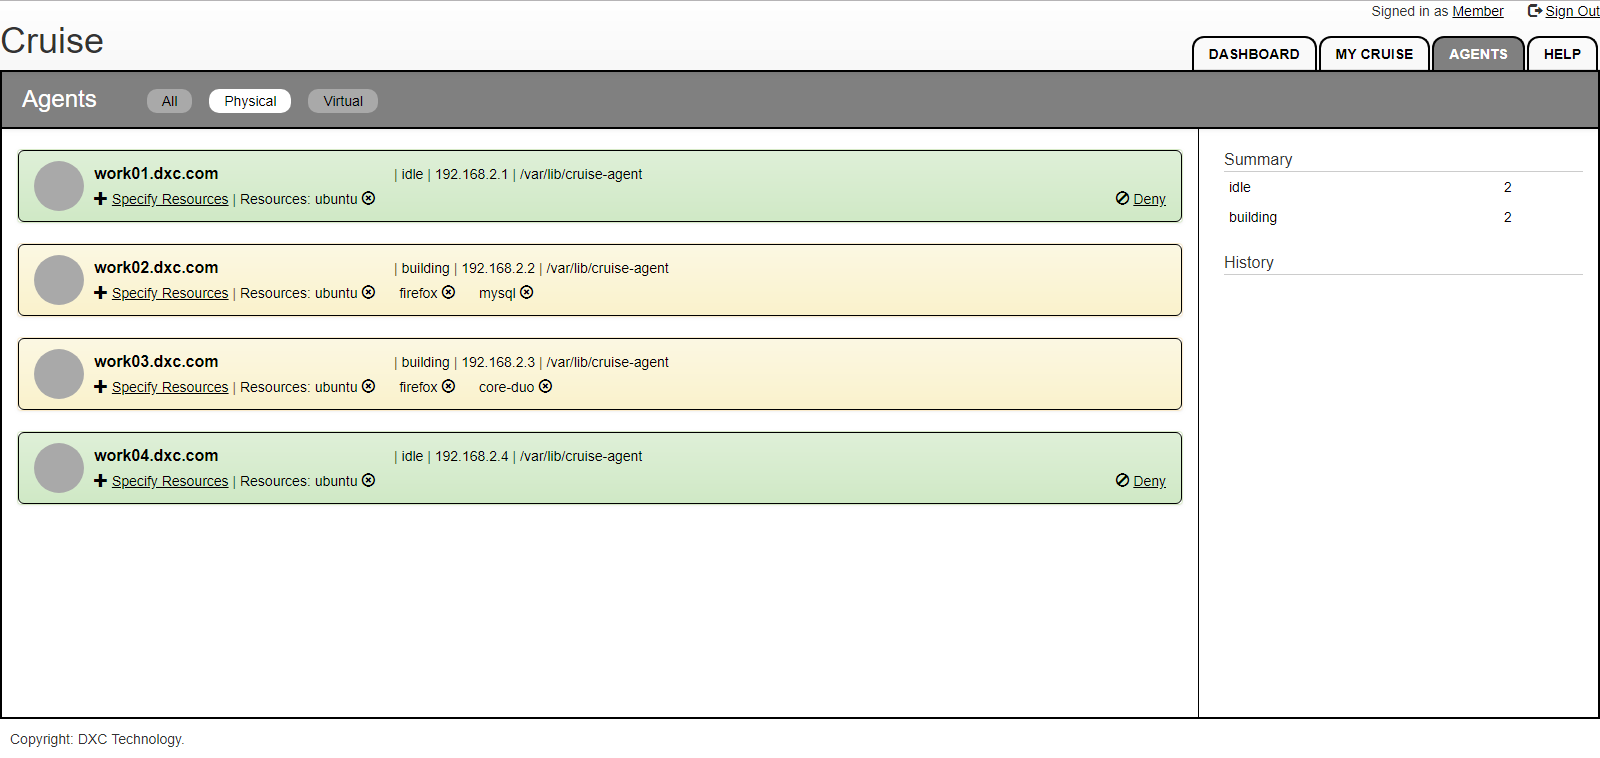 Signed in as Member Sign Out
Cruise
DASHBOARD MY CRUISE AGENTS HELP
Agents All Physical Virtual
work01.dxc.com | idle | 192.168.2.1 | /var/lib/cruise-agent
Specify Resources | Resources: ubuntu Deny
work02.dxc.com | building | 192.168.2.2 | /var/lib/cruise-agent
Specify Resources | Resources: ubuntu firefox mysql
work03.dxc.com | building | 192.168.2.3 | /var/lib/cruise-agent
Specify Resources | Resources: ubuntu firefox core-duo
work04.dxc.com | idle | 192.168.2.4 | /var/lib/cruise-agent
Specify Resources | Resources: ubuntu Deny
Summary
idle 2
building 2
History
Copyright: DXC Technology.